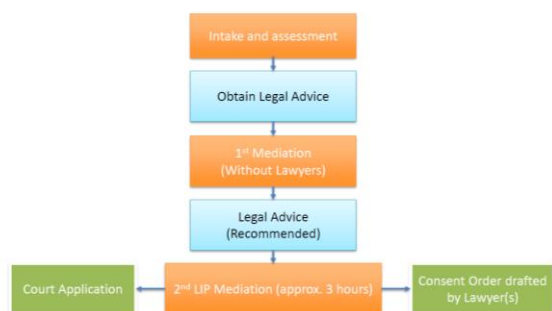 Intake and assessment
Obtain Legal Advice
1st Mediation
(Without Lawyers)
Legal Advice
(Recommended)
Court Application
2nd LIP Mediation (approx. 3 hours)
Consent Order drafted
by Lawyer(s)